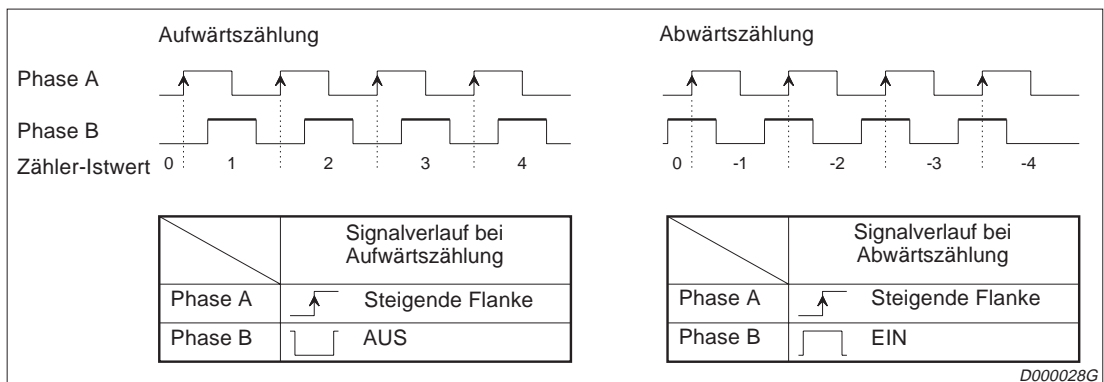 Aufwärtszählung
Abwärtszählung
Phase A
Phase B
Zähler-Istwert 0 1 2 3 4
0 -1 -2 -3 -4
Signalverlauf bei
Aufwärtszählung
Phase A Steigende Flanke
Phase B AUS
Signalverlauf bei
Abwärtszählung
Phase A Steigende Flanke
Phase B EIN
D000028G